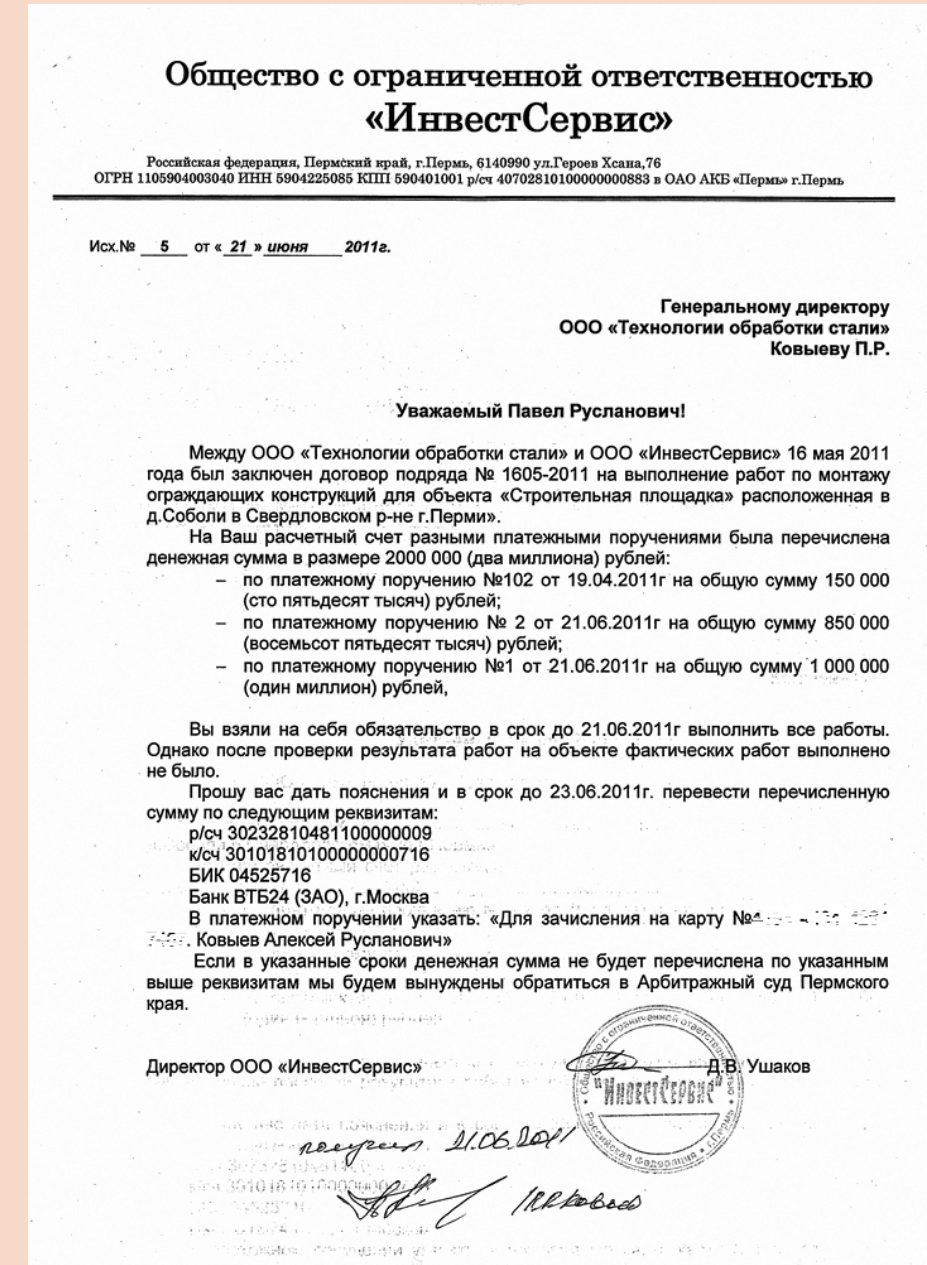 Общество с ограниченной ответственностью
«ИнвестСервис»
Российская федерация, Пермский край, г.Пермь, 6140990 ул.Героев Хсана,76
ОГРН 1105904003040 ИНН 5904225085 КПП 590401001 р/сч 40702810100000000883 в ОАО АКБ «Пермь» г.Пермь
Исх.№ 5 от « 21 » июня 2011г.
Генеральному директору
ООО «Технологии обработки стали»
Ковыеву П.Р.
Уважаемый Павел Русланович!
Между ООО «Технологии обработки стали» и ООО «ИнвестСервис» 16 мая 2011
года был заключен договор подряда № 1605-2011 на выполнение работ по монтажу
ограждающих конструкций для объекта «Строительная площадка» расположенная в
д.Соболи в Свердловском р-не г.Перми».
На Ваш расчетный счет разными платежными поручениями была перечислена
денежная сумма в размере 2000 000 (два миллиона) рублей:
– по платежному поручению №102 от 19.04.2011г на общую сумму 150 000
(сто пятьдесят тысяч) рублей;
– по платежному поручению № 2 от 21.06.2011г на общую сумму 850 000
(восемьсот пятьдесят тысяч) рублей;
– по платежному поручению №1 от 21.06.2011г на общую сумму 1 000 000
(один миллион) рублей,
Вы взяли на себя обязательство в срок до 21.06.2011г выполнить все работы.
Однако после проверки результата работ на объекте фактических работ выполнено
не было.
Прошу вас дать пояснения и в срок до 23.06.2011г. перевести перечисленную
сумму по следующим реквизитам:
р/сч 30232810481100000009
к/сч 30101810100000000716
БИК 04525716
Банк ВТБ24 (ЗАО), г.Москва
В платежном поручении указать: «Для зачисления на карту №
. Ковыев Алексей Русланович»
Если в указанные сроки денежная сумма не будет перечислена по указанным
выше реквизитам мы будем вынуждены обратиться в Арбитражный суд Пермского
края.
Директор ООО «ИнвестСервис» Д.В. Ушаков
Общество с ограниченной ответственностью
"ИнвестСервис"
Российская Федерация • г.Пермь
получил 21.06.2011